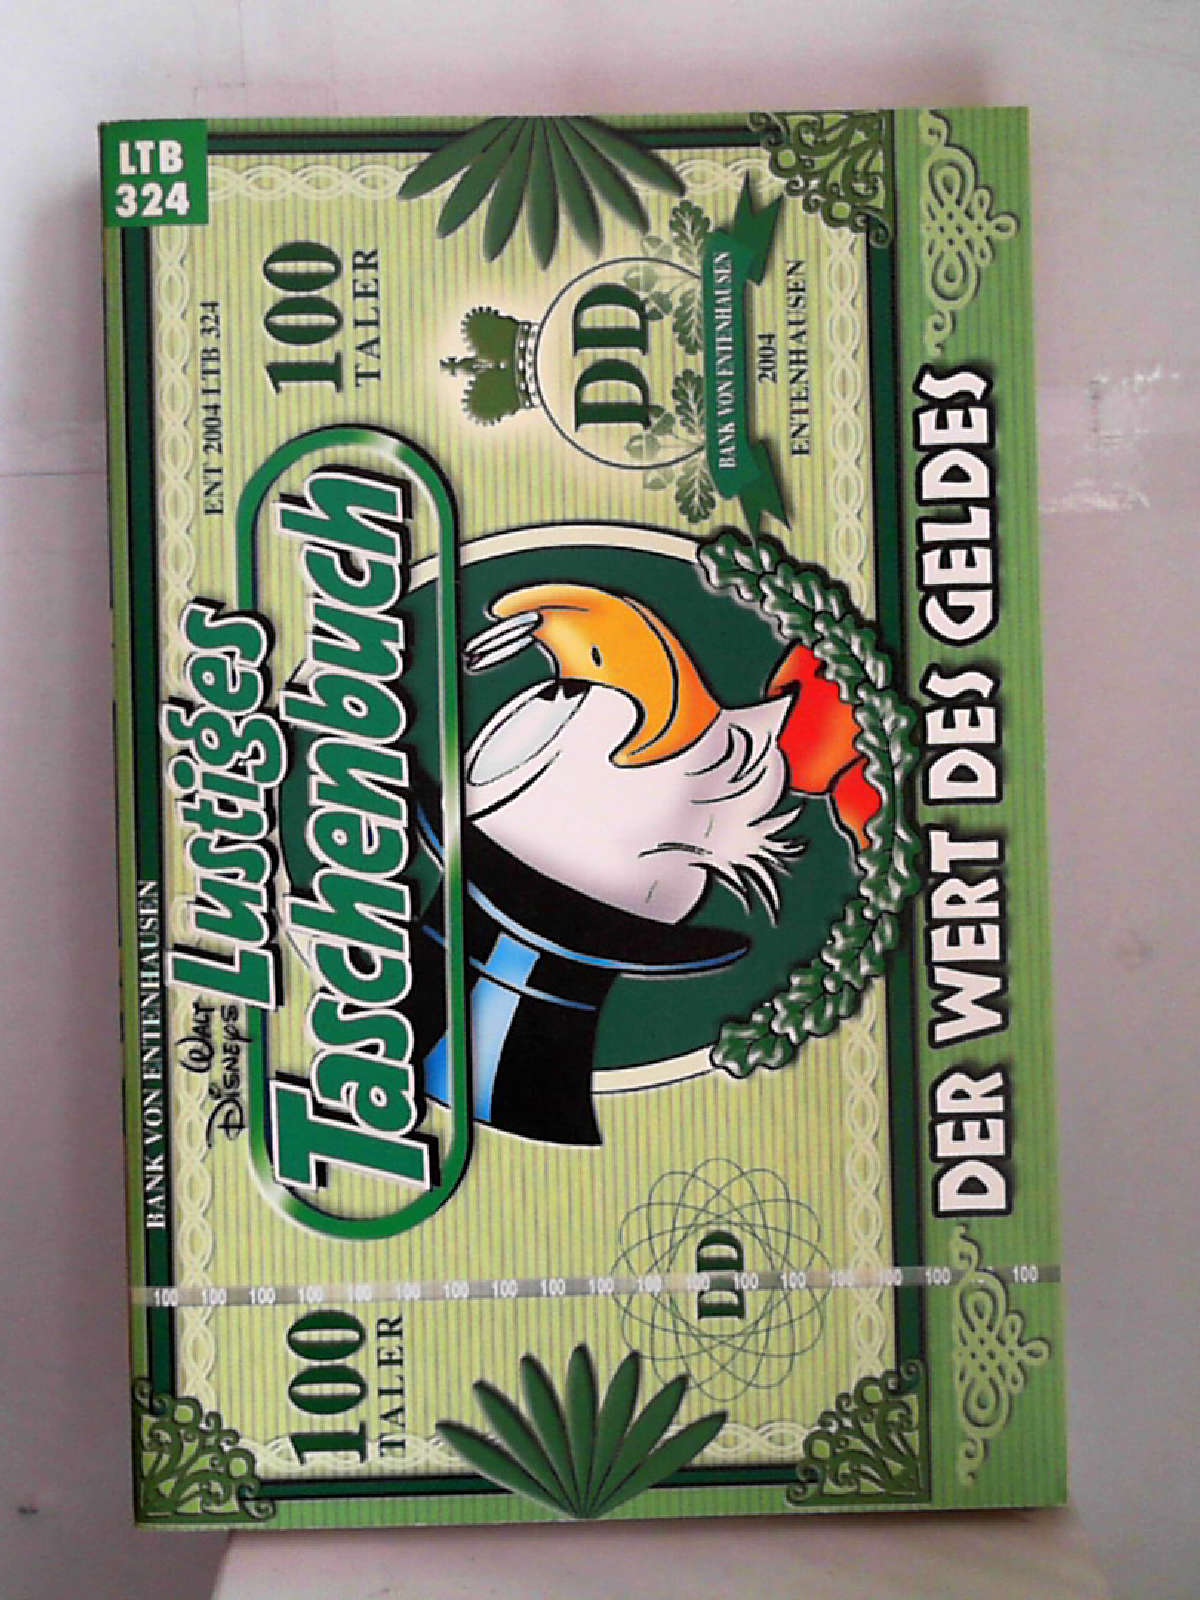 LTB
324
BANK VON ENTENHAUSEN
ENT 2004 LTB 324
WALT
DISNEYS
Lustiges
Taschenbuch
100
TALER
100
TALER
DD
DD
BANK VON ENTENHAUSEN
2004
ENTENHAUSEN
100 100 100 100 100 100 100 100 100 100 100 100 100 100 100 100 100 100
DER WERT DES GELDES